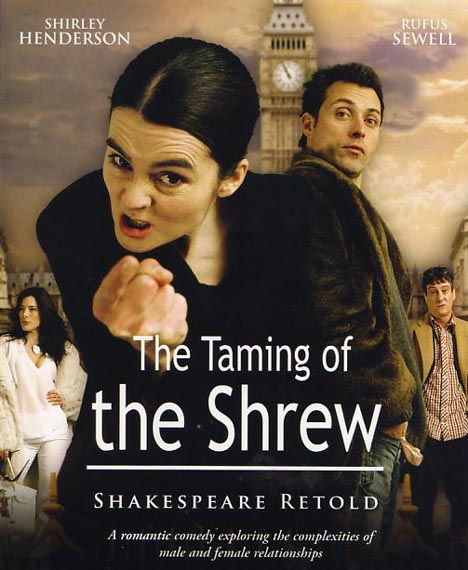 SHIRLEY
HENDERSON
RUFUS
SEWELL
The Taming of
the Shrew
SHAKESPEARE RETOLD
A romantic comedy exploring the complexities of
male and female relationships